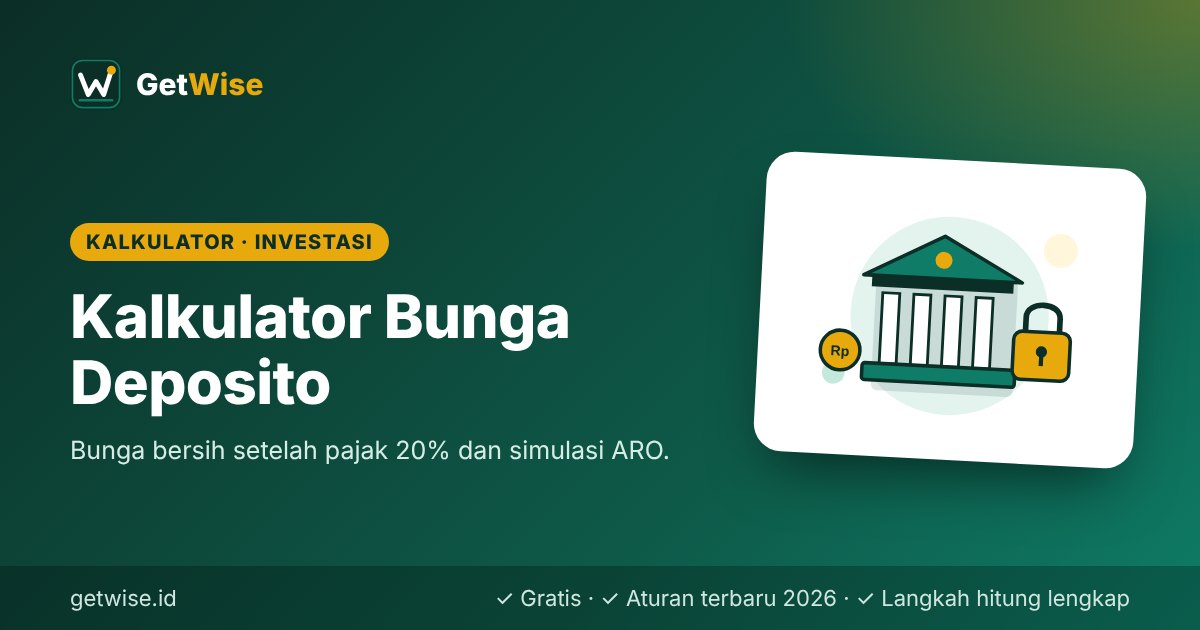 GetWise
KALKULATOR · INVESTASI
Kalkulator Bunga
Deposito
Bunga bersih setelah pajak 20% dan simulasi ARO.
Rp
getwise.id
✓ Gratis · ✓ Aturan terbaru 2026 · ✓ Langkah hitung lengkap